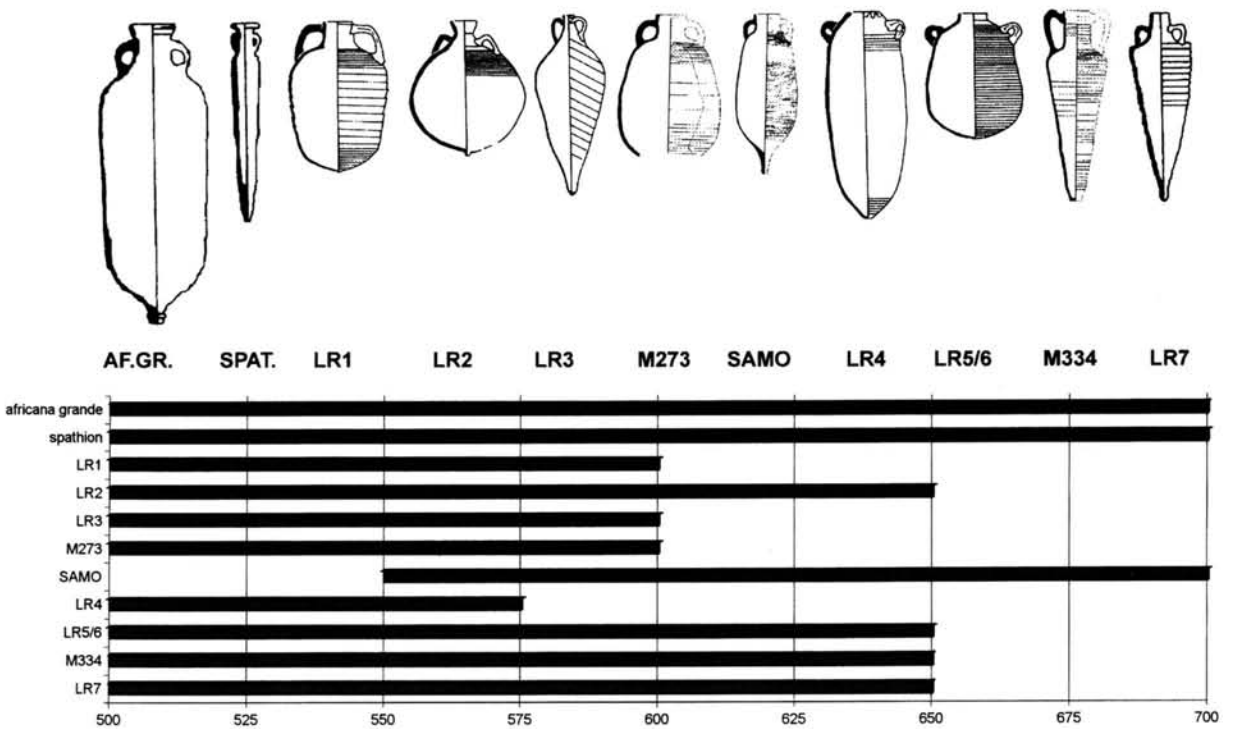 AF.GR. SPAT. LR1 LR2 LR3 M273 SAMO LR4 LR5/6 M334 LR7
africana grande
spathion
LR1
LR2
LR3
M273
SAMO
LR4
LR5/6
M334
LR7
500 525 550 575 600 625 650 675 700